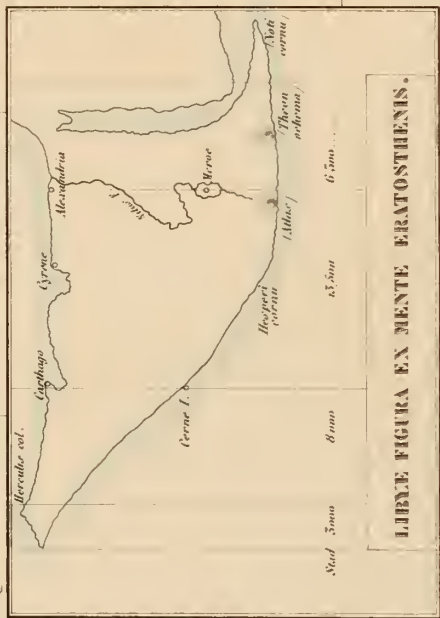 Herculis col.
Carthago
Cyrene
Alexandria
Nilus F.
Meroe
Cerne I.
Hesperi
cornu
(Atlas)
(Theon
ochema)
(Noti
cornu)
Stad 3000 8000 13,500 6 500
LIBYÆ FIGURA EX MENTE ERATOSTHENIS.